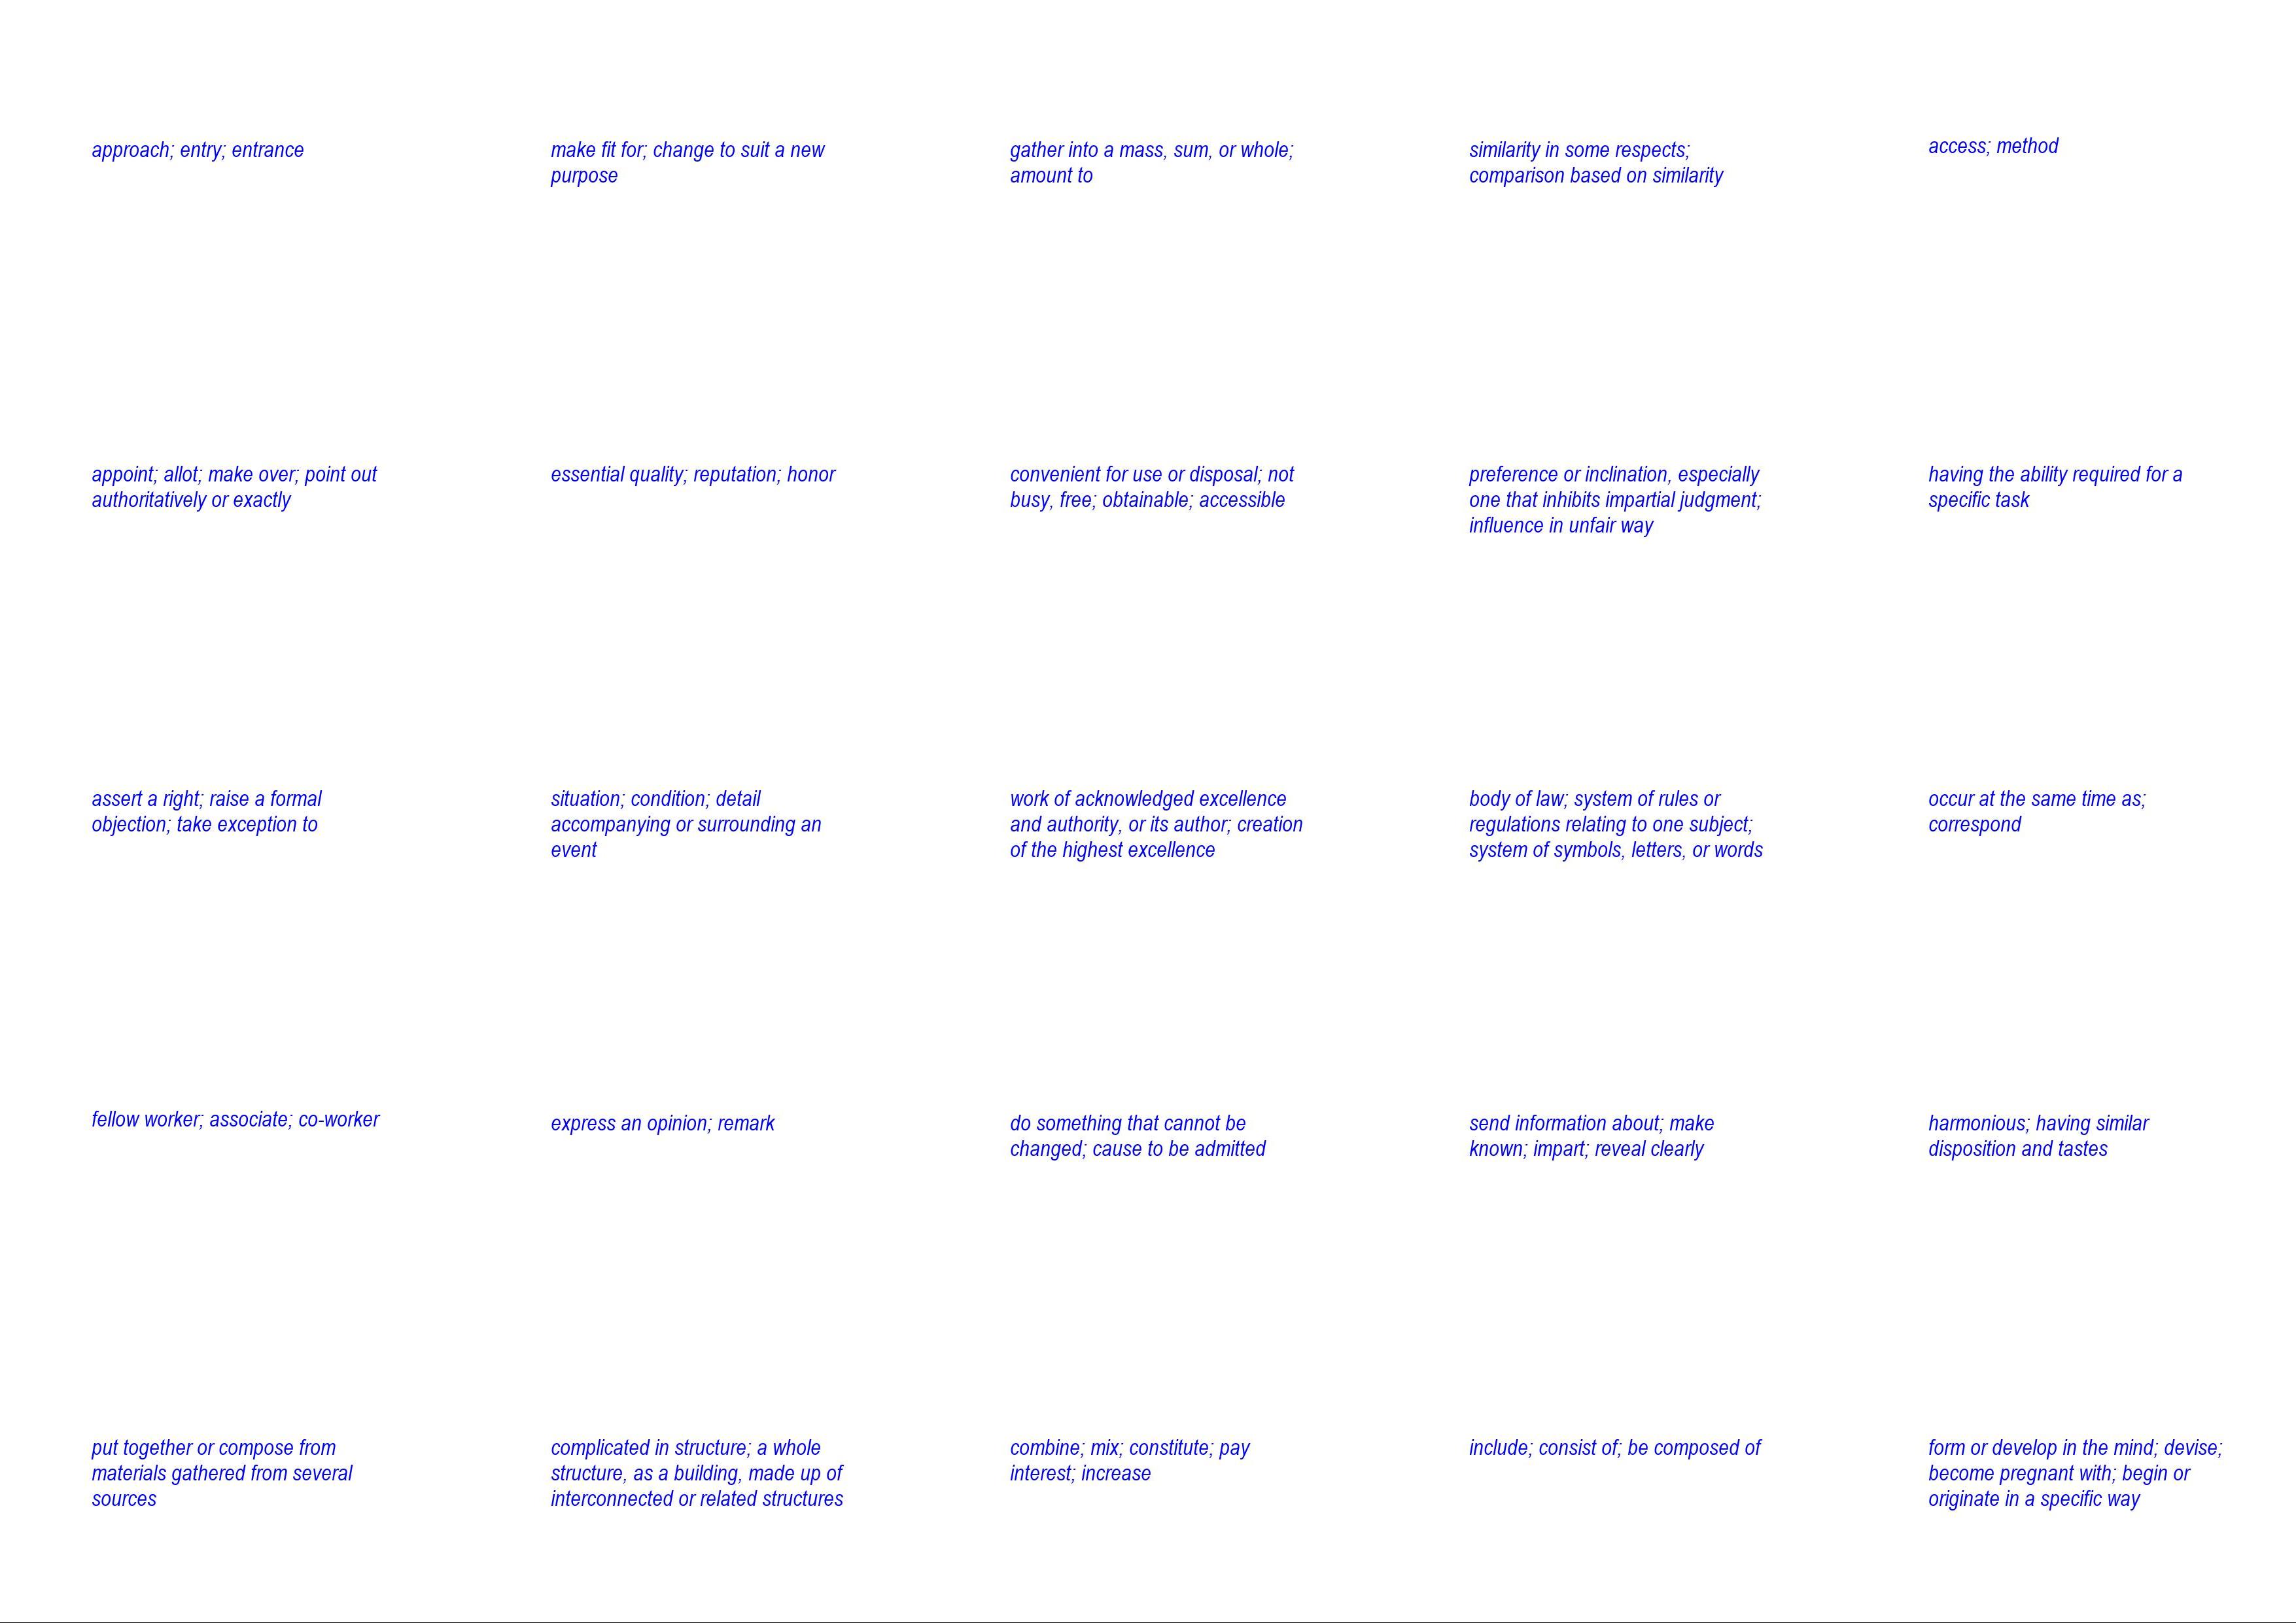 approach; entry; entrance
make fit for; change to suit a new
purpose
gather into a mass, sum, or whole;
amount to
similarity in some respects;
comparison based on similarity
access; method
appoint; allot; make over; point out
authoritatively or exactly
essential quality; reputation; honor
convenient for use or disposal; not
busy, free; obtainable; accessible
preference or inclination, especially
one that inhibits impartial judgment;
influence in unfair way
having the ability required for a
specific task
assert a right; raise a formal
objection; take exception to
situation; condition; detail
accompanying or surrounding an
event
work of acknowledged excellence
and authority, or its author; creation
of the highest excellence
body of law; system of rules or
regulations relating to one subject;
system of symbols, letters, or words
occur at the same time as;
correspond
fellow worker; associate; co-worker
express an opinion; remark
do something that cannot be
changed; cause to be admitted
send information about; make
known; impart; reveal clearly
harmonious; having similar
disposition and tastes
put together or compose from
materials gathered from several
sources
complicated in structure; a whole
structure, as a building, made up of
interconnected or related structures
combine; mix; constitute; pay
interest; increase
include; consist of; be composed of
form or develop in the mind; devise;
become pregnant with; begin or
originate in a specific way